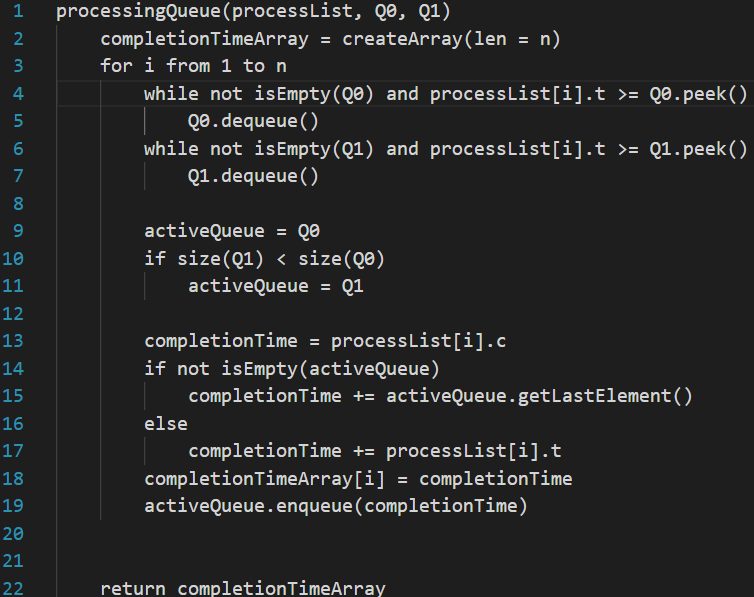 1 processingQueue(processList, Q0, Q1)
2     completionTimeArray = createArray(len = n)
3     for i from 1 to n
4         while not isEmpty(Q0) and processList[i].t >= Q0.peek()
5             Q0.dequeue()
6         while not isEmpty(Q1) and processList[i].t >= Q1.peek()
7             Q1.dequeue()
8
9         activeQueue = Q0
10         if size(Q1) < size(Q0)
11             activeQueue = Q1
12
13         completionTime = processList[i].c
14         if not isEmpty(activeQueue)
15             completionTime += activeQueue.getLastElement()
16         else
17             completionTime += processList[i].t
18         completionTimeArray[i] = completionTime
19         activeQueue.enqueue(completionTime)
20
21
22     return completionTimeArray